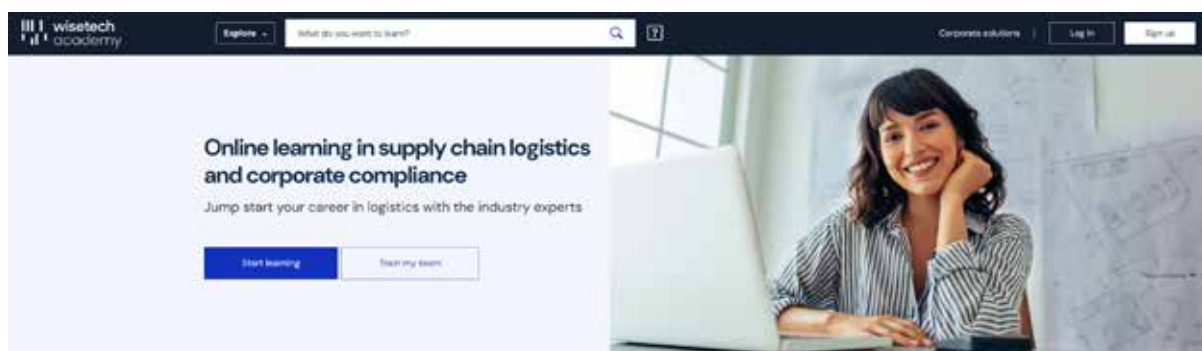 wisetech
academy
Explore
What do you want to learn?
?
Corporate solutions
Log in
Sign up
Online learning in supply chain logistics
and corporate compliance
Jump start your career in logistics with the industry experts
Start learning
Train my team